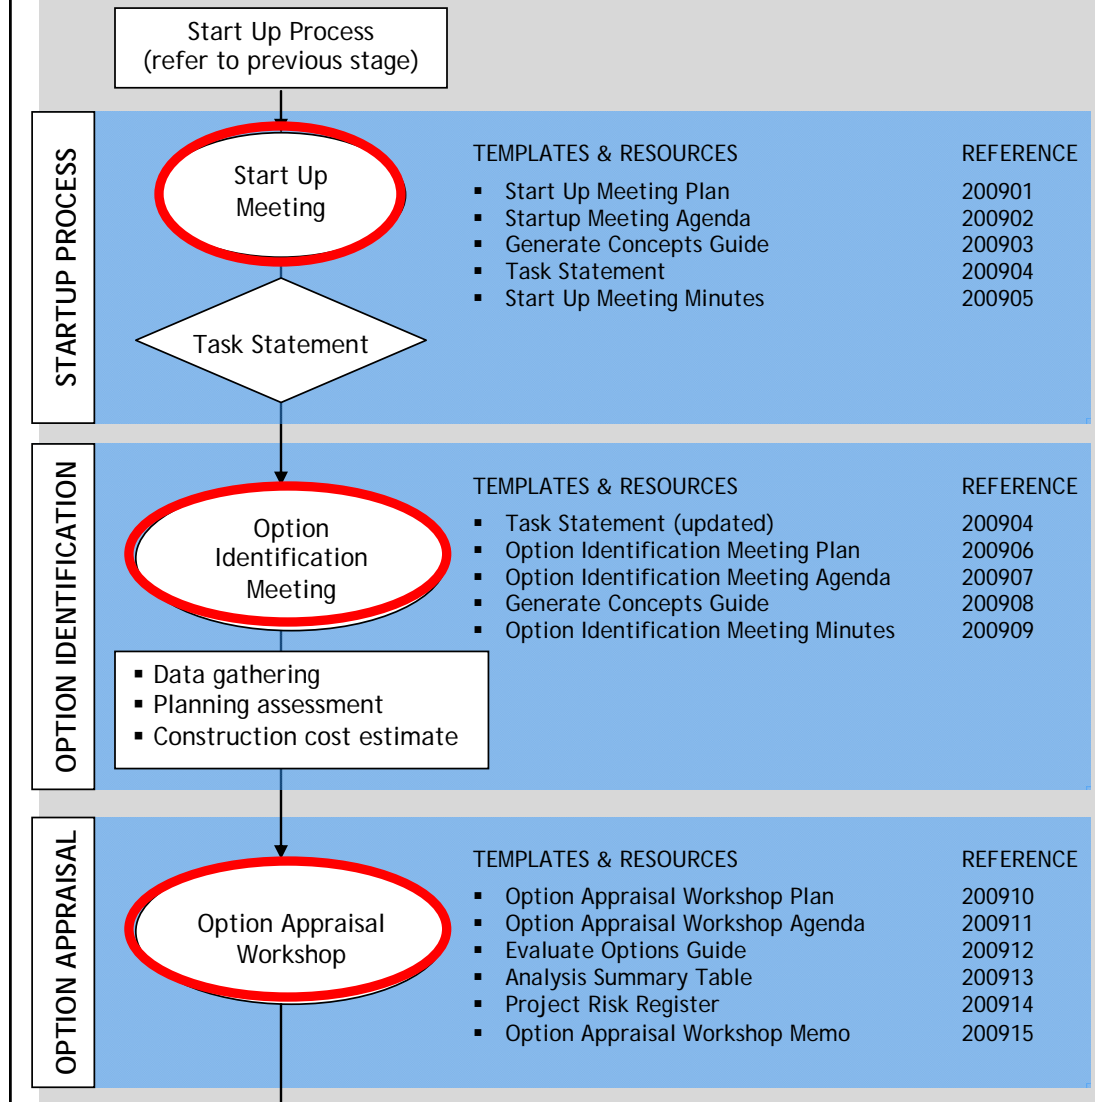 Start Up Process
(refer to previous stage)
STARTUP PROCESS
Start Up
Meeting
Task Statement
TEMPLATES & RESOURCES REFERENCE
▪ Start Up Meeting Plan 200901
▪ Startup Meeting Agenda 200902
▪ Generate Concepts Guide 200903
▪ Task Statement 200904
▪ Start Up Meeting Minutes 200905
OPTION IDENTIFICATION
Option
Identification
Meeting
▪ Data gathering
▪ Planning assessment
▪ Construction cost estimate
TEMPLATES & RESOURCES REFERENCE
▪ Task Statement (updated) 200904
▪ Option Identification Meeting Plan 200906
▪ Option Identification Meeting Agenda 200907
▪ Generate Concepts Guide 200908
▪ Option Identification Meeting Minutes 200909
OPTION APPRAISAL
Option Appraisal
Workshop
TEMPLATES & RESOURCES REFERENCE
▪ Option Appraisal Workshop Plan 200910
▪ Option Appraisal Workshop Agenda 200911
▪ Evaluate Options Guide 200912
▪ Analysis Summary Table 200913
▪ Project Risk Register 200914
▪ Option Appraisal Workshop Memo 200915